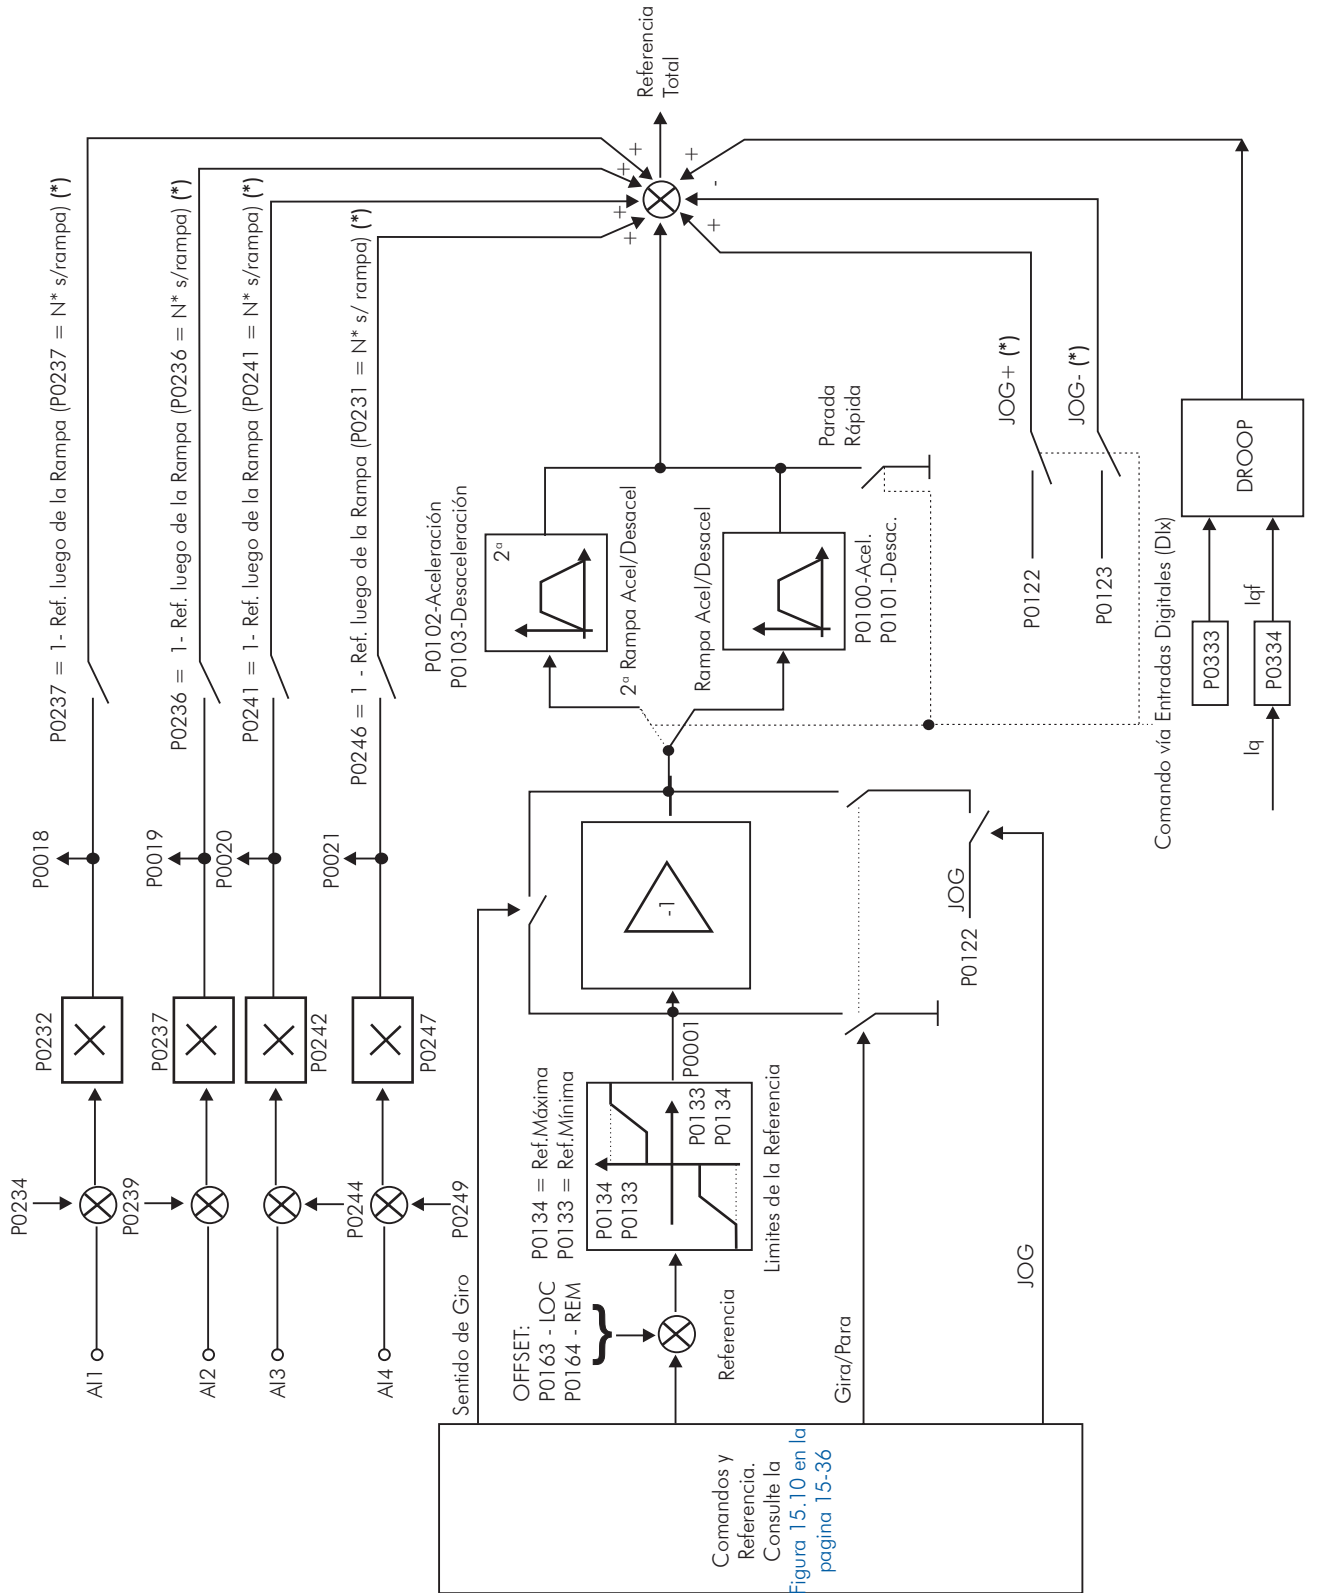 Referencia
Total
+
+
+
+
+
-
+
P0237 = 1- Ref. luego de la Rampa (P0237 = N* s/rampa) (*)
P0236 = 1- Ref. luego de la Rampa (P0236 = N* s/rampa) (*)
P0241 = 1- Ref. luego de la Rampa (P0241 = N* s/rampa) (*)
P0246 = 1 - Ref. luego de la Rampa (P0231 = N* s/ rampa) (*)
P0018
P0019
P0020
P0021
P0232
P0237
P0242
P0247
P0234
P0239
P0244
P0249
AI1
AI2
AI3
AI4
P0102-Aceleración
P0103-Desaceleración
2ª
2ª Rampa Acel/Desacel
Rampa Acel/Desacel
P0100-Acel.
P0101-Desac.
Parada
Rápida
JOG+ (*)
JOG- (*)
P0122
P0123
Comando vía Entradas Digitales (DIx)
DROOP
P0333
P0334
Iqf
Iq
-1
JOG
P0122
Sentido de Giro
OFFSET:
P0163 - LOC
P0164 - REM
}
P0134 = Ref.Máxima
P0133 = Ref.Mínima
P0134
P0133
P0133
P0134
P0001
Limites de la Referencia
Referencia
Gira/Para
JOG
Comandos y
Referencia.
Consulte la
Figura 15.10 en la
pagina 15-36